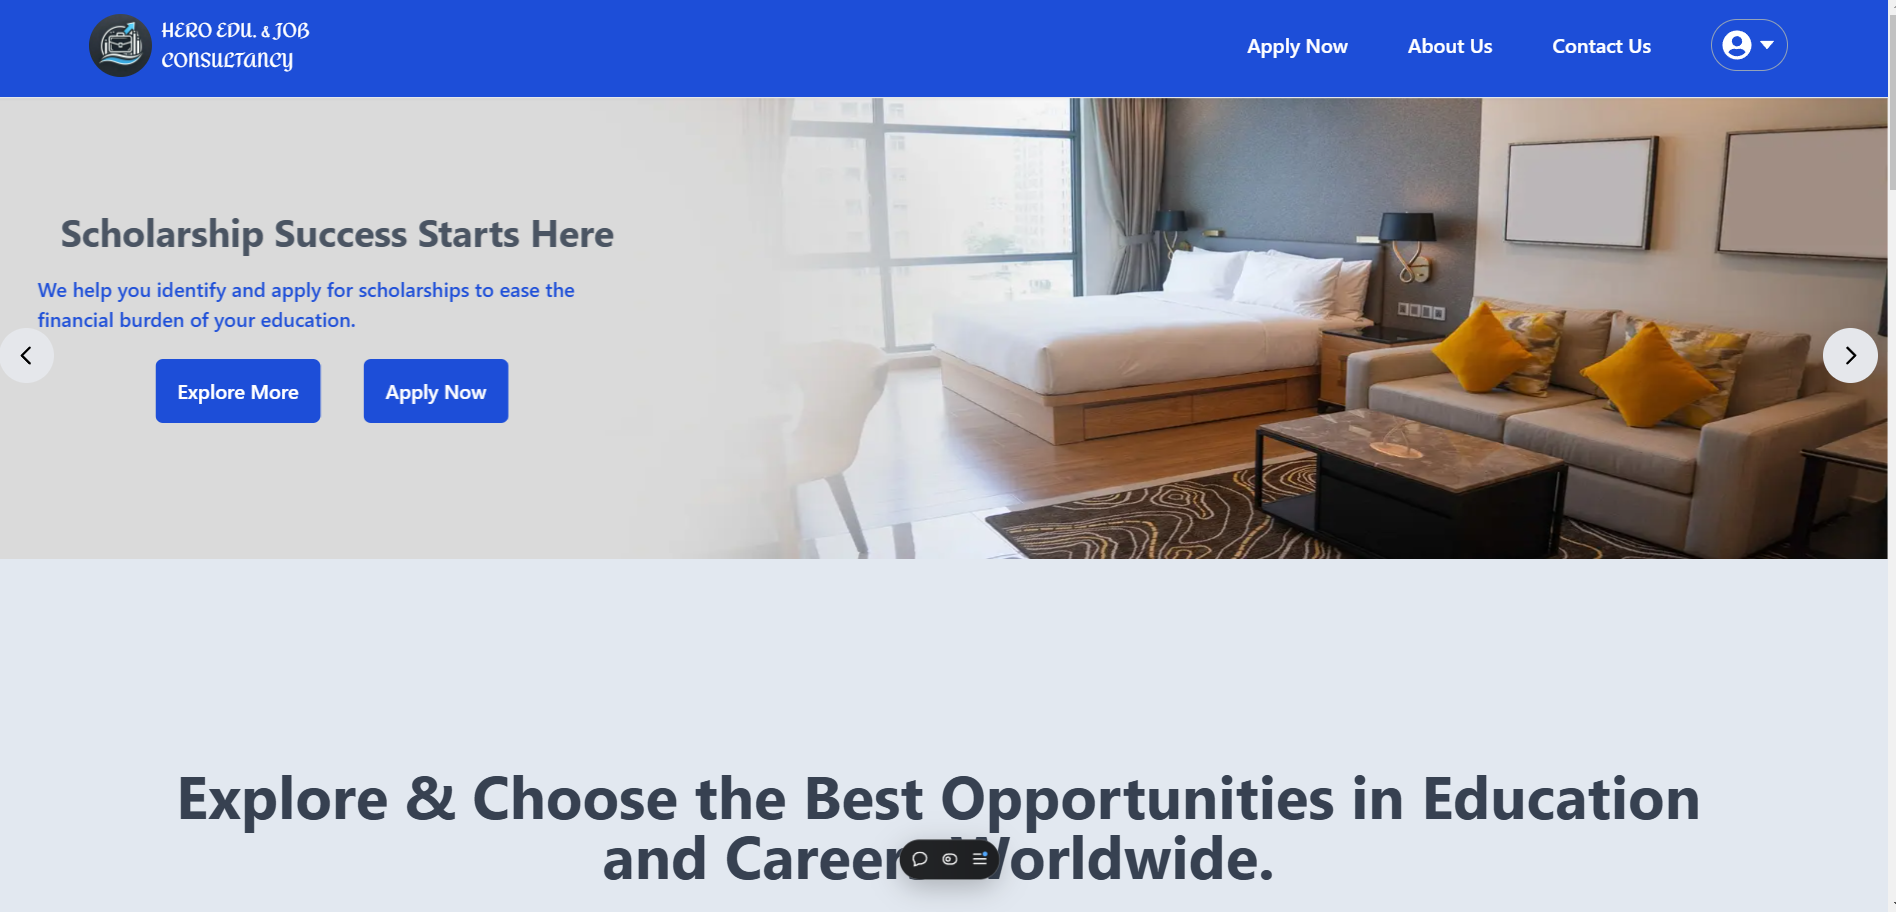 HERO EDU. & JOB
CONSULTANCY
Apply Now
About Us
Contact Us
Scholarship Success Starts Here
We help you identify and apply for scholarships to ease the
financial burden of your education.
Explore More
Apply Now
Explore & Choose the Best Opportunities in Education
and Career Worldwide.